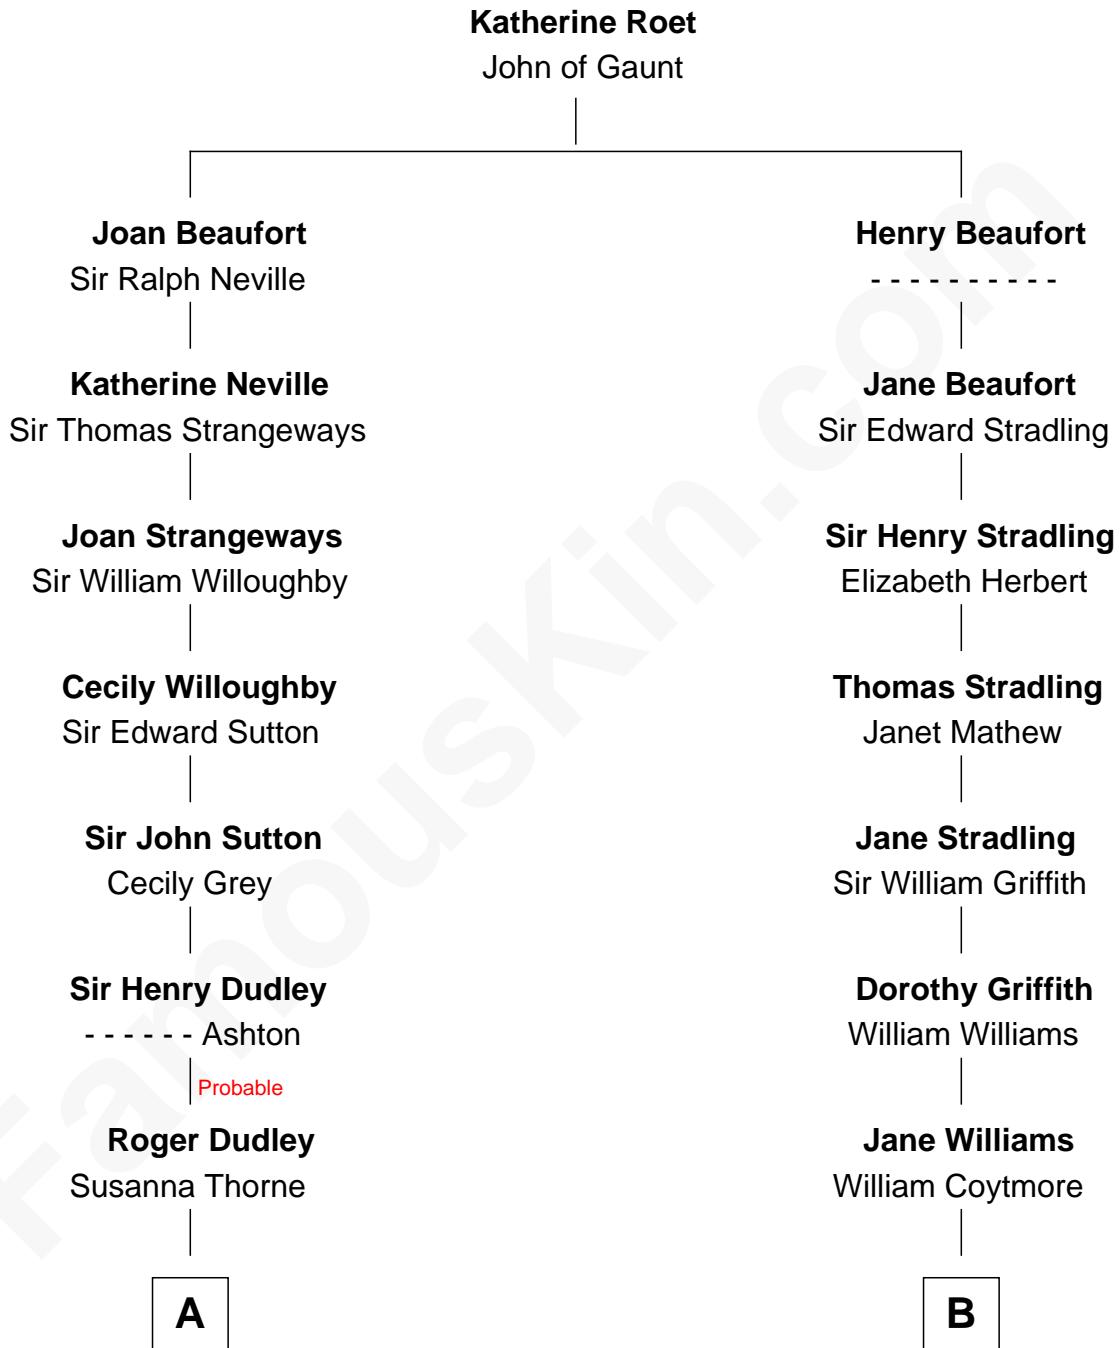 Katherine Roet
John of Gaunt
Joan Beaufort
Sir Ralph Neville
Katherine Neville
Sir Thomas Strangeways
Joan Strangeways
Sir William Willoughby
Cecily Willoughby
Sir Edward Sutton
Sir John Sutton
Cecily Grey
Sir Henry Dudley
- - - - - - Ashton
Probable
Roger Dudley
Susanna Thorne
A
Henry Beaufort
- - - - - - - - - -
Jane Beaufort
Sir Edward Stradling
Sir Henry Stradling
Elizabeth Herbert
Thomas Stradling
Janet Mathew
Jane Stradling
Sir William Griffith
Dorothy Griffith
William Williams
Jane Williams
William Coytmore
B
FamousKin.com